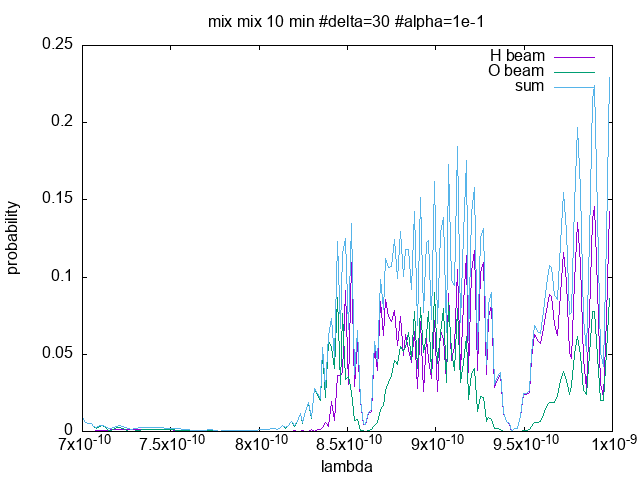 mix mix 10 min #delta=30 #alpha=1e-1
H beam
O beam
sum
probability
0.25
0.2
0.15
0.1
0.05
0
7x10⁻¹⁰ 7.5x10⁻¹⁰ 8x10⁻¹⁰ 8.5x10⁻¹⁰ 9x10⁻¹⁰ 9.5x10⁻¹⁰ 1x10⁻⁹
lambda